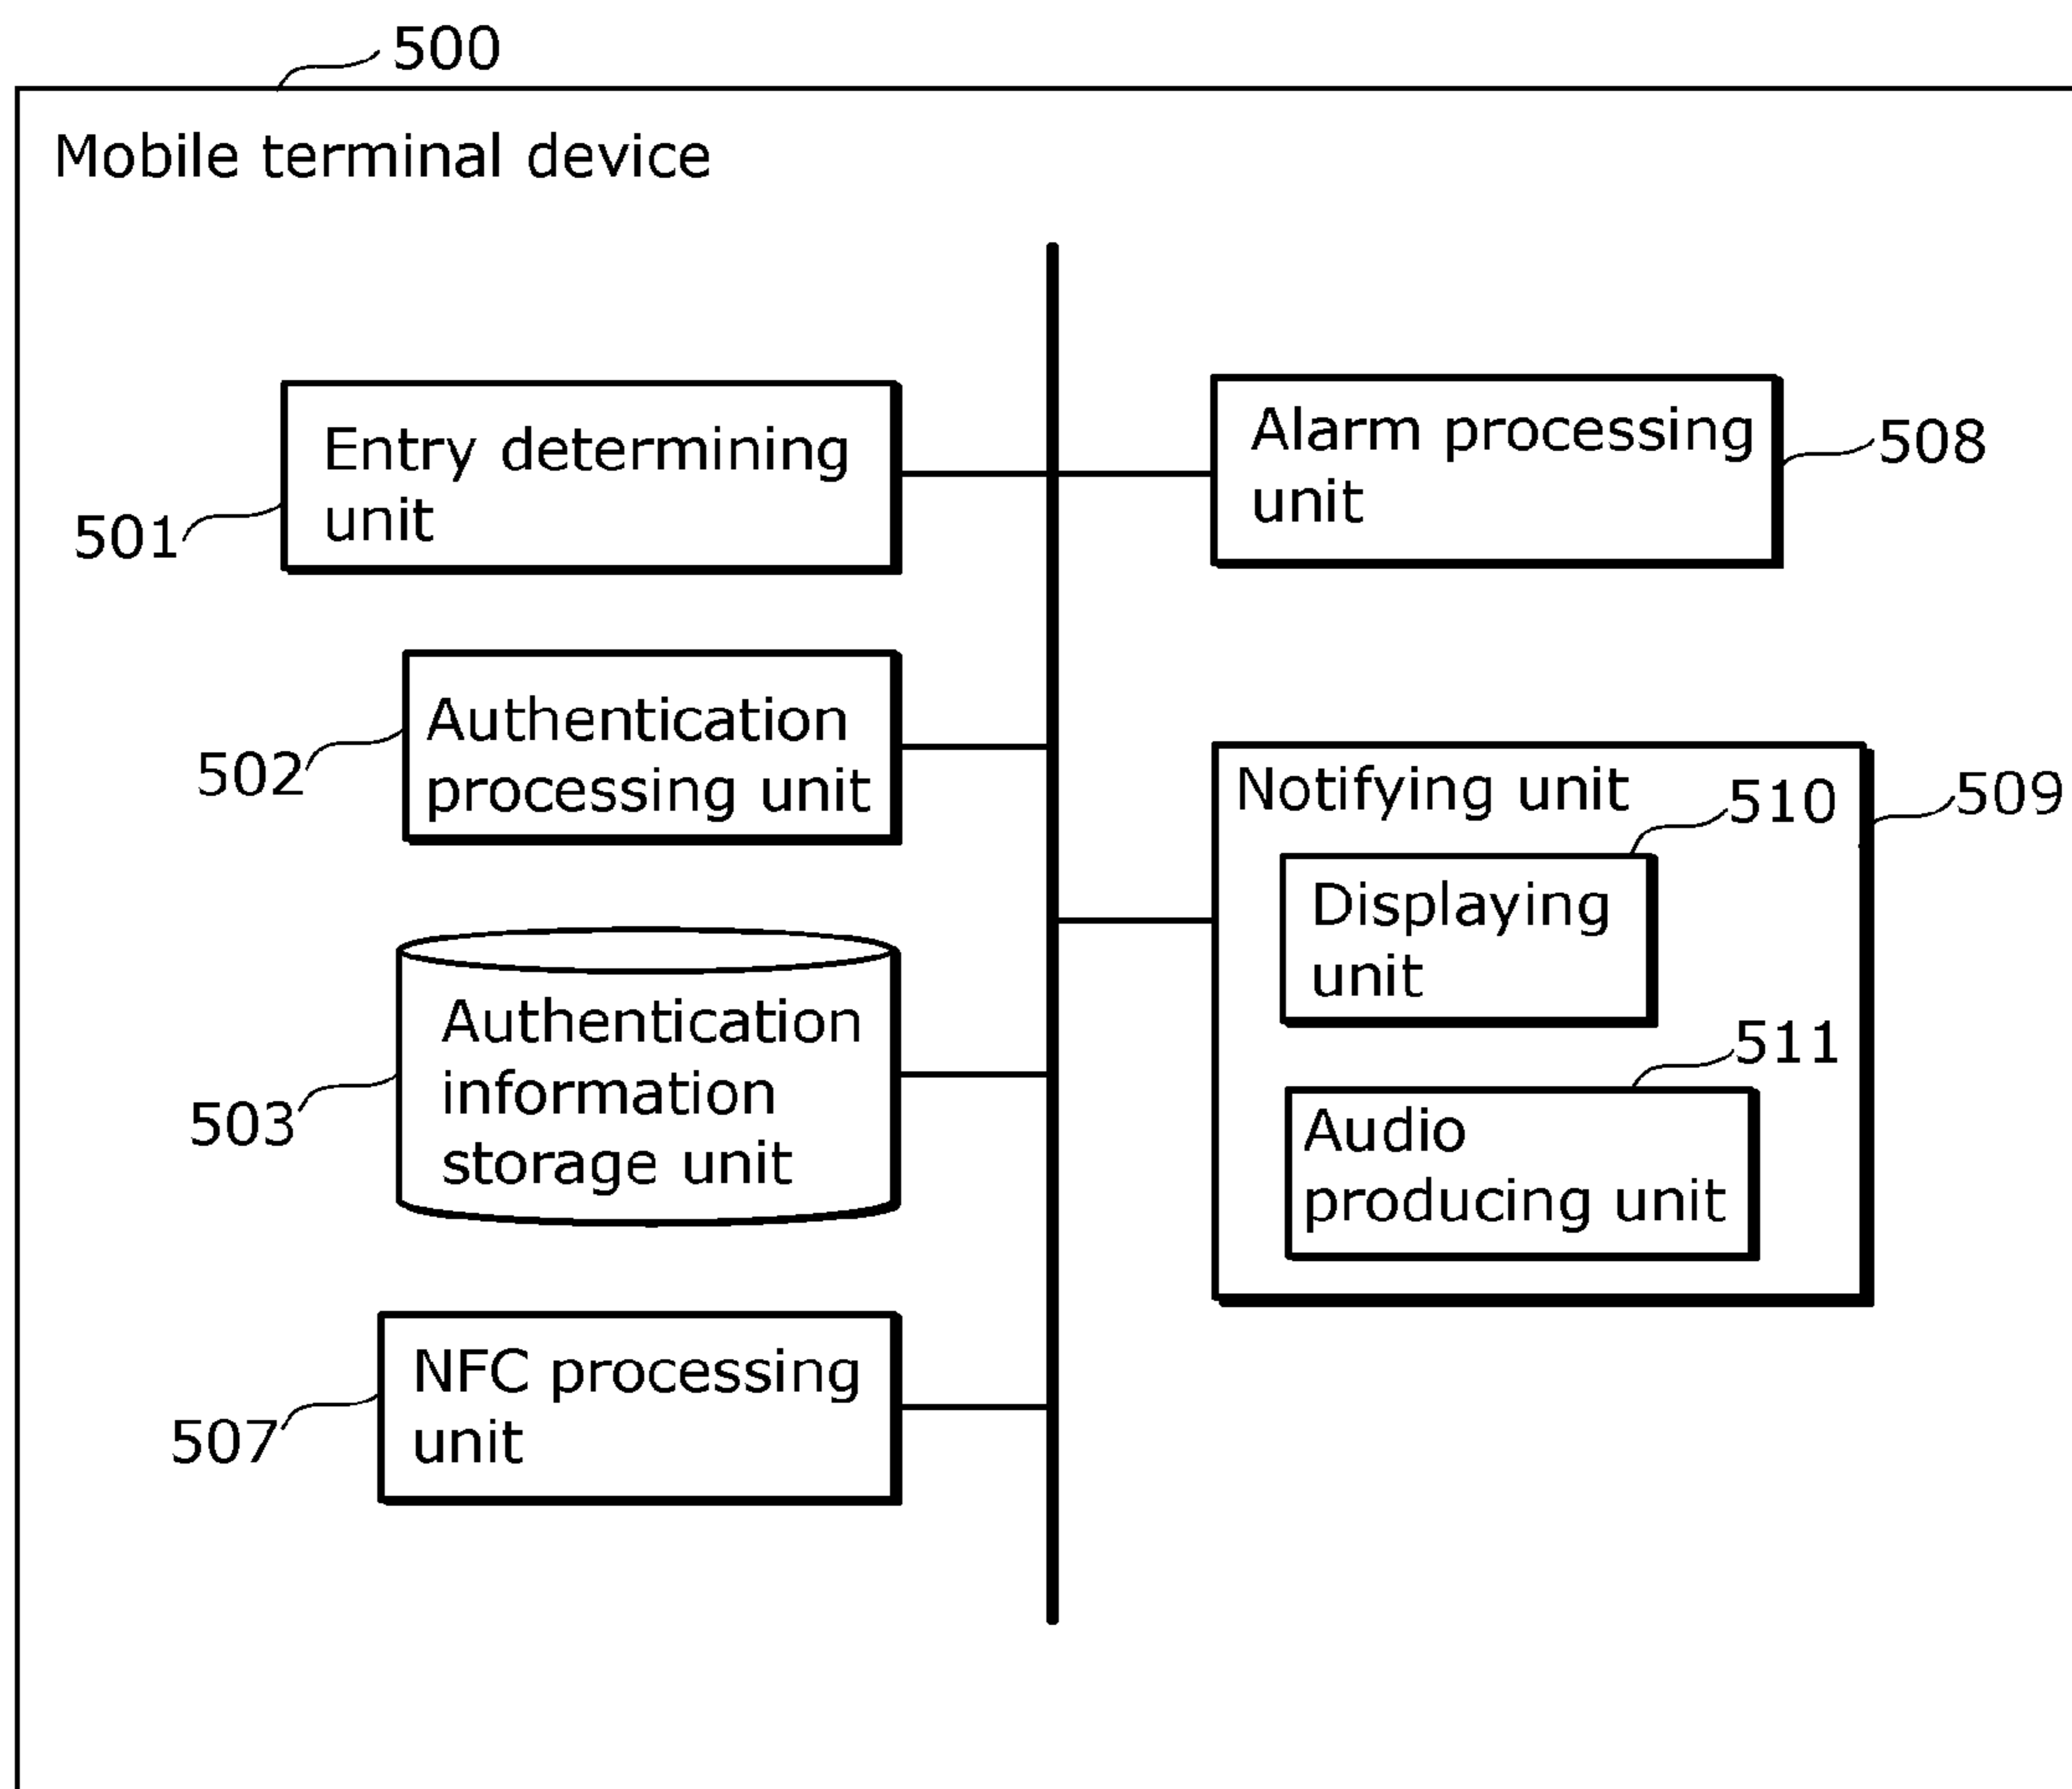 500
Mobile terminal device
Entry determining
unit
501
Authentication
processing unit
502
Authentication
information
storage unit
503
NFC processing
unit
507
Alarm processing
unit
508
Notifying unit
509
510
Displaying
unit
511
Audio
producing unit